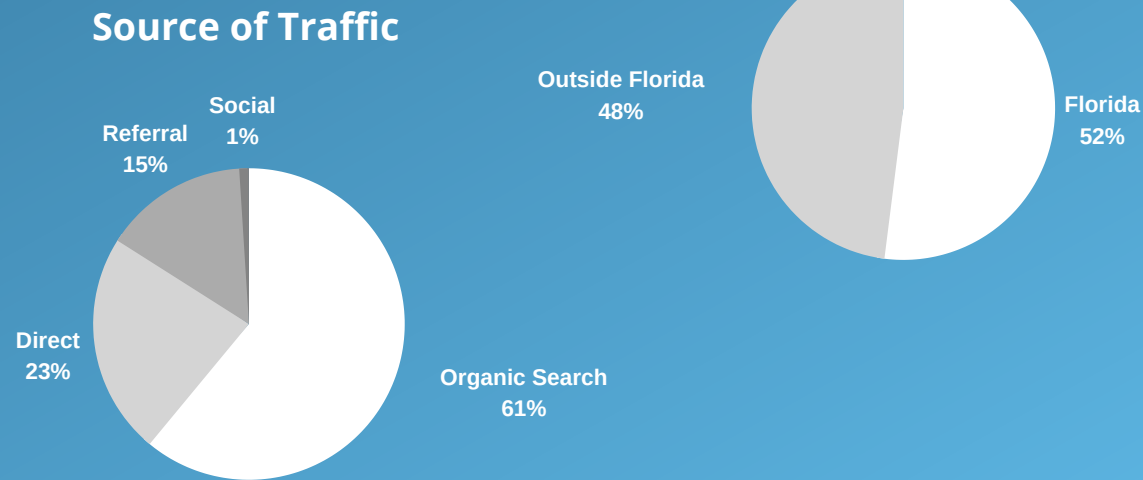 Source of Traffic
Social
1%
Referral
15%
Direct
23%
Organic Search
61%
Outside Florida
48%
Florida
52%